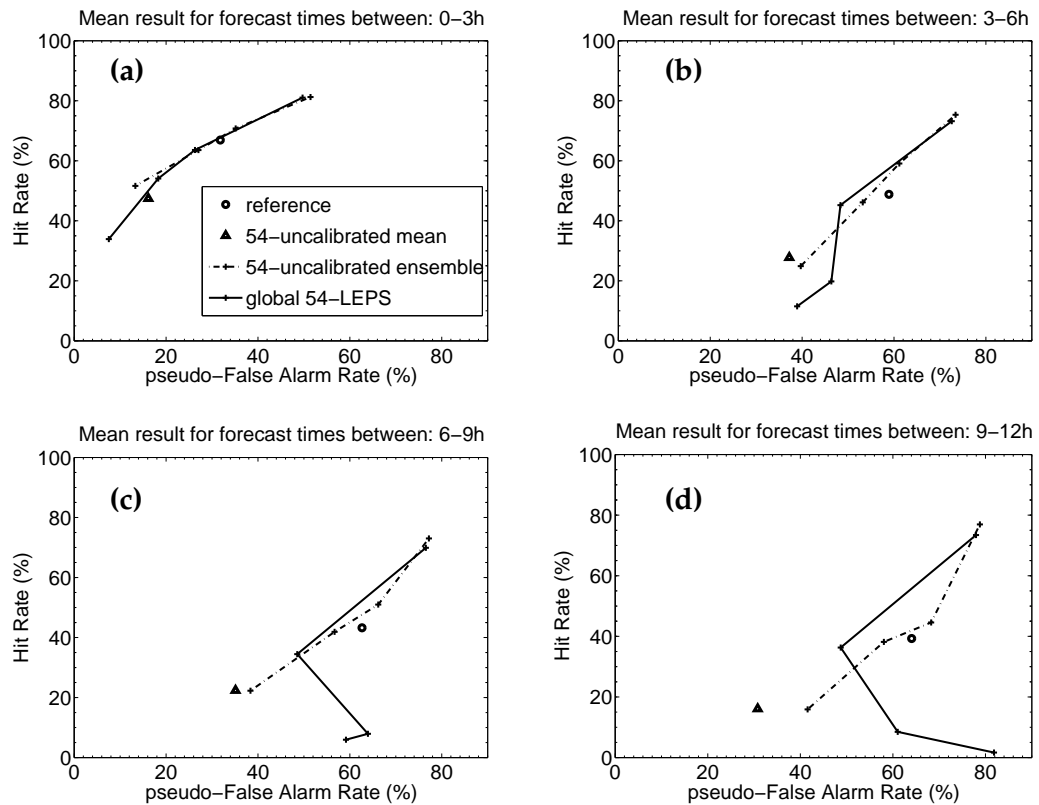 Mean result for forecast times between: 0−3h
100
80
60
40
20
0
0
20
40
60
80
Hit Rate (%)
pseudo−False Alarm Rate (%)
(a)
reference
54−uncalibrated mean
54−uncalibrated ensemble
global 54−LEPS
Mean result for forecast times between: 3−6h
100
80
60
40
20
0
0
20
40
60
80
Hit Rate (%)
pseudo−False Alarm Rate (%)
(b)
Mean result for forecast times between: 6−9h
100
80
60
40
20
0
0
20
40
60
80
Hit Rate (%)
pseudo−False Alarm Rate (%)
(c)
Mean result for forecast times between: 9−12h
100
80
60
40
20
0
0
20
40
60
80
Hit Rate (%)
pseudo−False Alarm Rate (%)
(d)